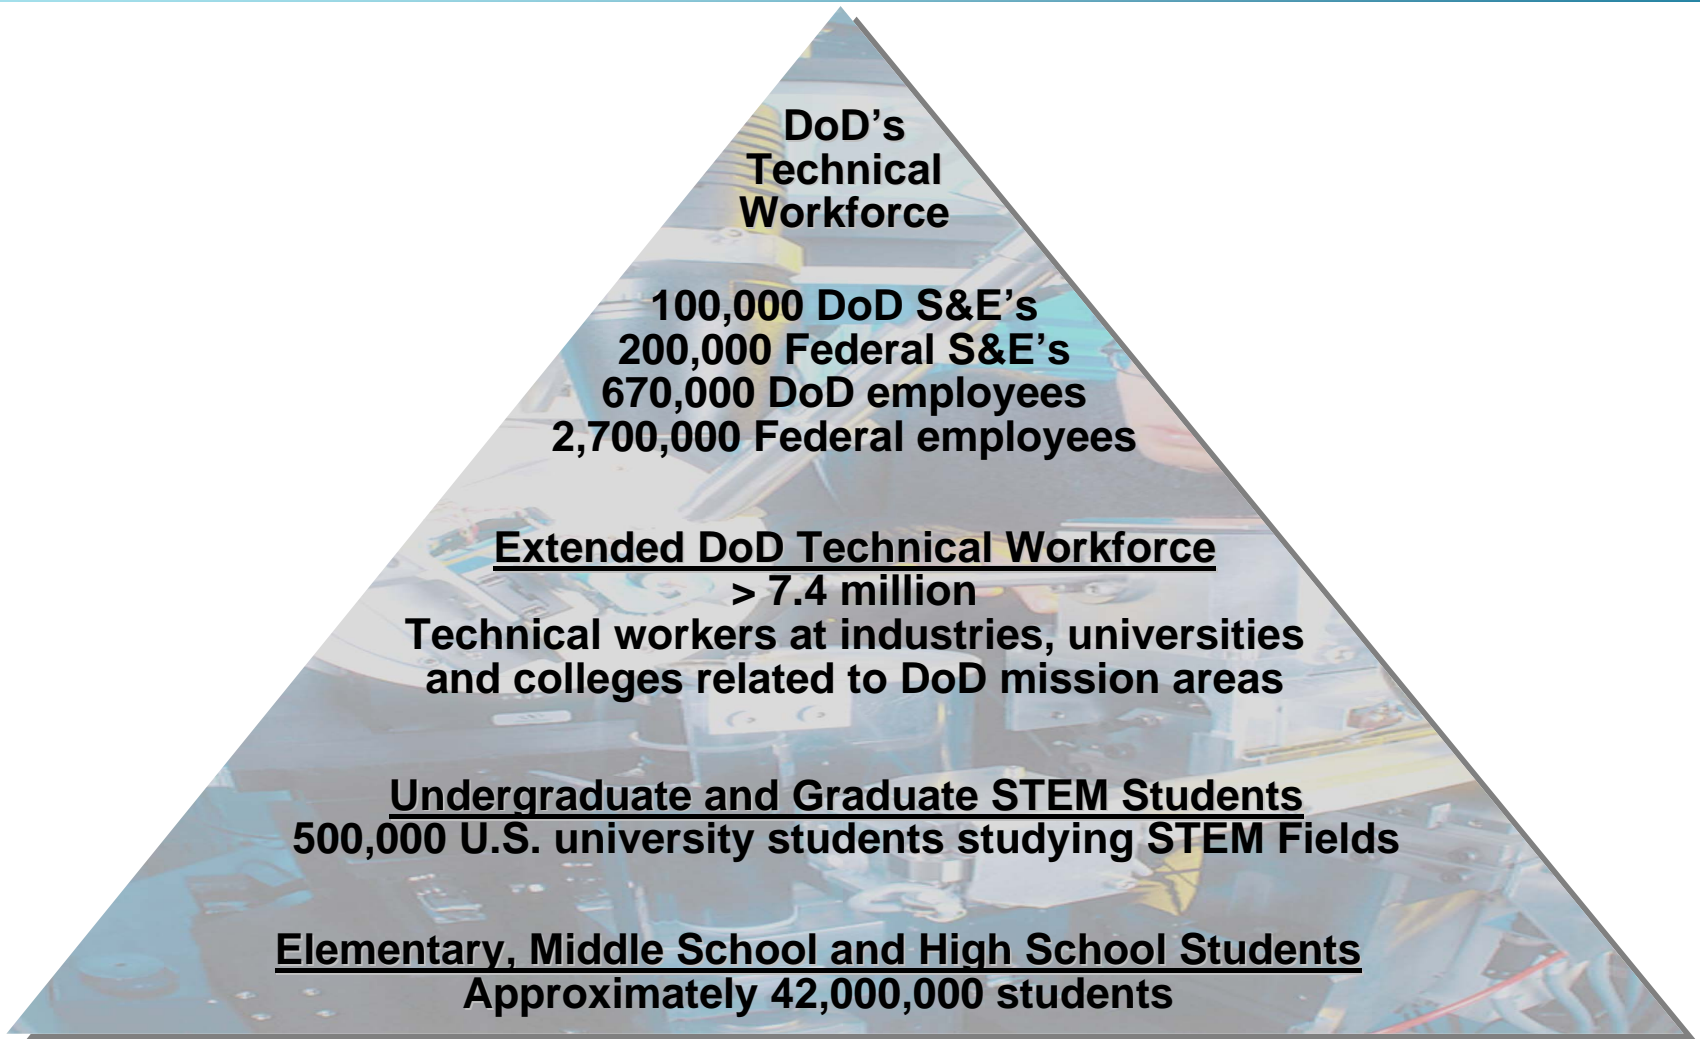 DoD’s
Technical
Workforce
100,000 DoD S&E’s
200,000 Federal S&E’s
670,000 DoD employees
2,700,000 Federal employees
Extended DoD Technical Workforce
> 7.4 million
Technical workers at industries, universities
and colleges related to DoD mission areas
Undergraduate and Graduate STEM Students
500,000 U.S. university students studying STEM Fields
Elementary, Middle School and High School Students
Approximately 42,000,000 students